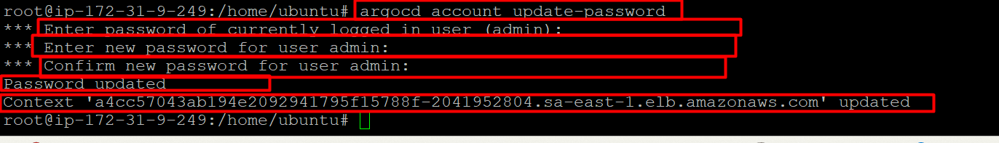 root@ip-172-31-9-249:/home/ubuntu# argocd account update-password
*** Enter password of currently logged in user (admin):
*** Enter new password for user admin:
*** Confirm new password for user admin:
Password updated
Context 'a4cc57043ab194e2092941795f15788f-2041952804.sa-east-1.elb.amazonaws.com' updated
root@ip-172-31-9-249:/home/ubuntu#